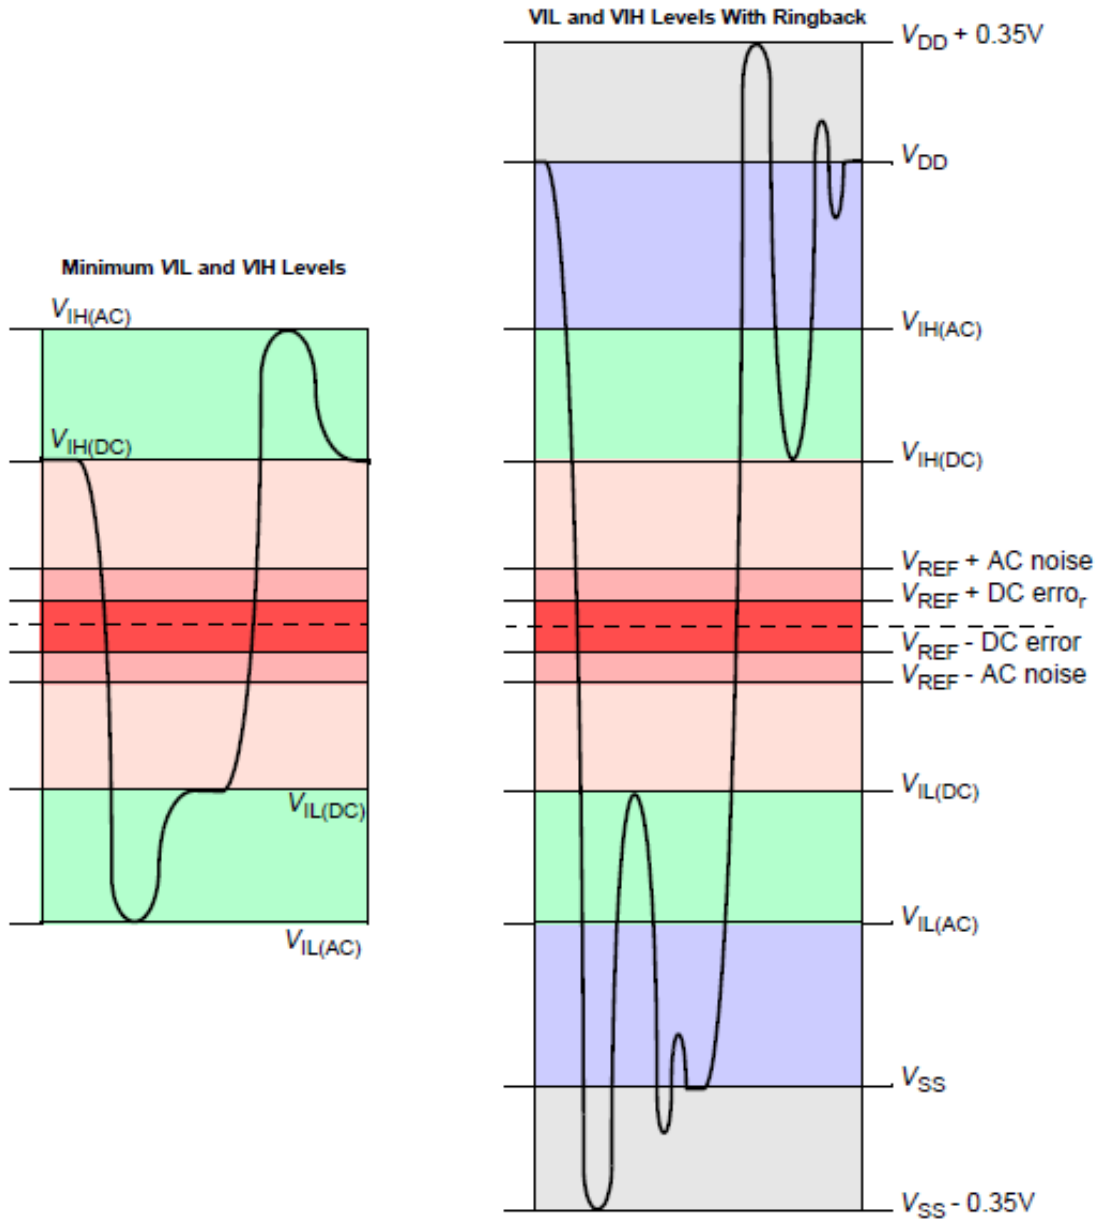 VIL and VIH Levels With Ringback
VDD + 0.35V
VDD
Minimum VIL and VIH Levels
VIH(AC)
VIH(AC)
VIH(DC)
VIH(DC)
VREF + AC noise
VREF + DC error
VREF - DC error
VREF - AC noise
VIL(DC)
VIL(DC)
VIL(AC)
VIL(AC)
VSS
VSS - 0.35V